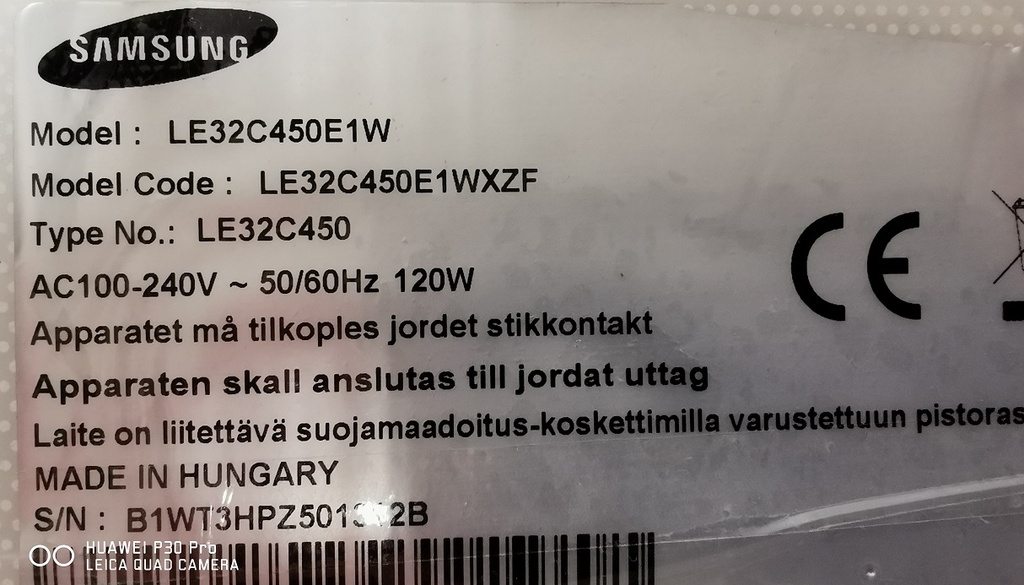 SAMSUNG
Model : LE32C450E1W
Model Code : LE32C450E1WXZF
Type No.: LE32C450
AC100-240V ~ 50/60Hz 120W
Apparatet må tilkoples jordet stikkontakt
Apparaten skall anslutas till jordat uttag
Laite on liitettävä suojamaadoitus-koskettimilla varustettuun pistoras
MADE IN HUNGARY
S/N :
CE
HUAWEI P30 Pro
LEICA QUAD CAMERA